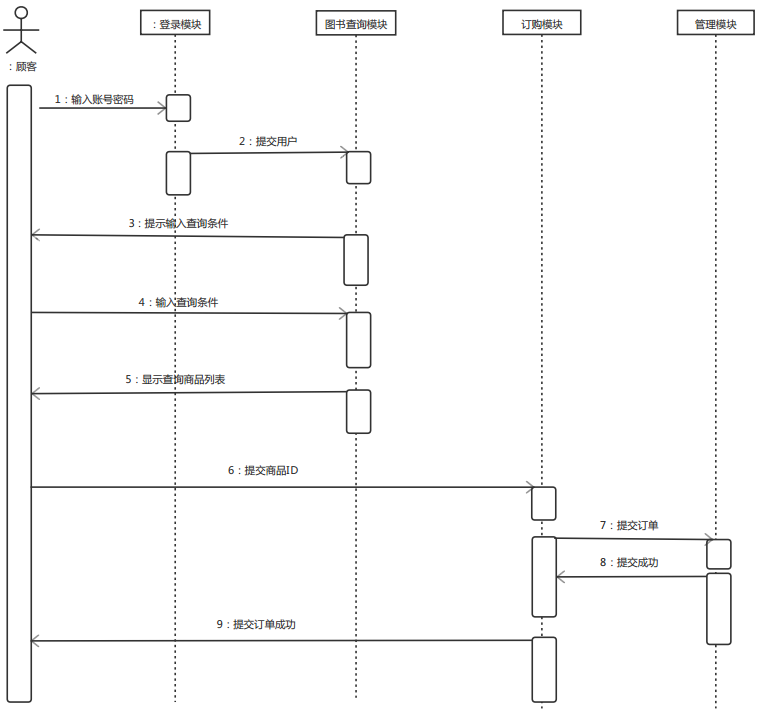 ：登录模块
图书查询模块
订购模块
管理模块
：顾客
1：输入账号密码
2：提交用户
3：提示输入查询条件
4：输入查询条件
5：显示查询商品列表
6：提交商品ID
7：提交订单
8：提交成功
9：提交订单成功